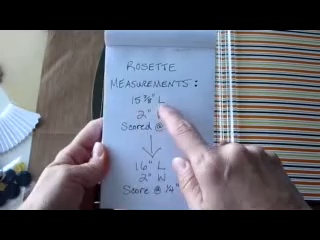 ROSETTE
MEASUREMENTS:
15 3/8" L
2" W
Scored @
16" L
2" W
Score @ 1/4"